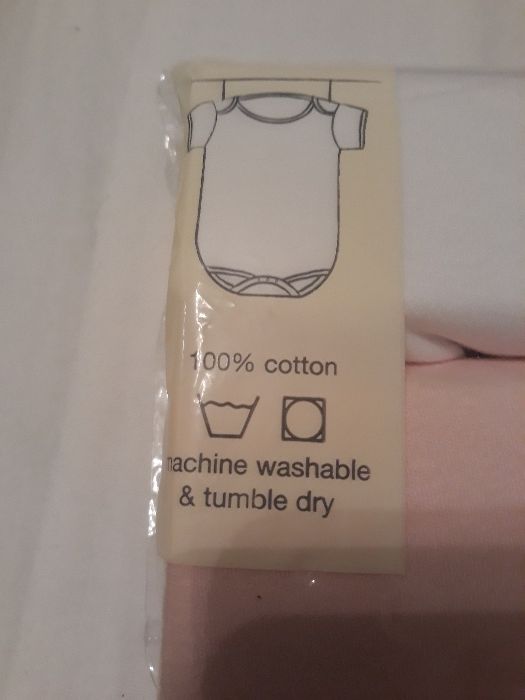 100% cotton
machine washable
& tumble dry